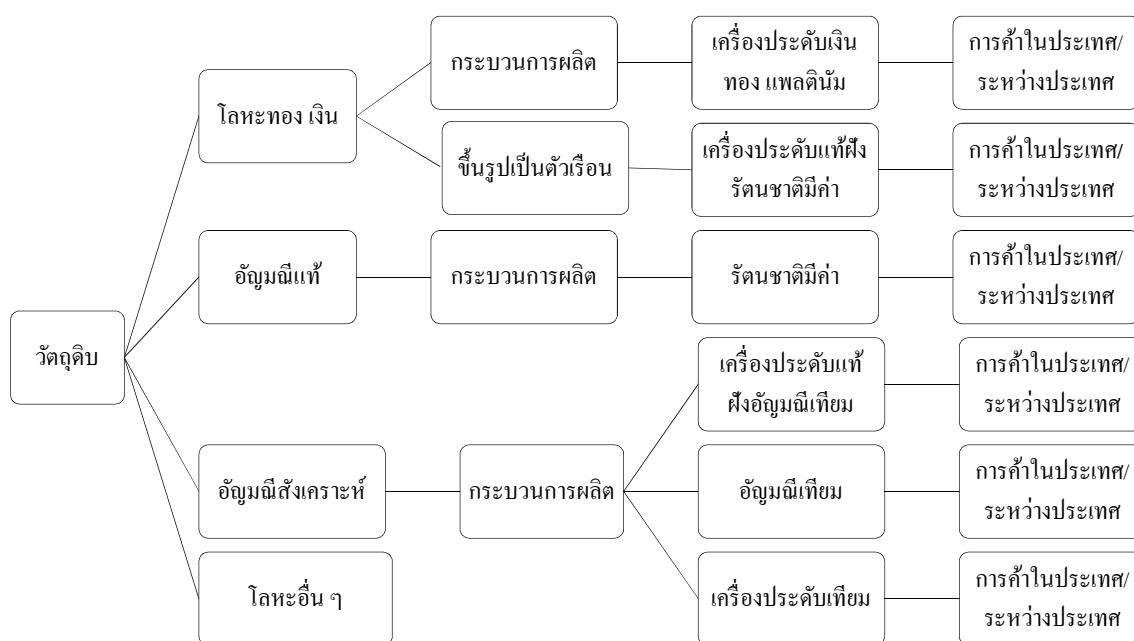 กระบวนการผลิต
เครื่องประดับเงิน
ทอง แพลตินัม
การค้าในประเทศ/
ระหว่างประเทศ
โลหะทอง เงิน
ขึ้นรูปเป็นตัวเรือน
เครื่องประดับแท้ฝัง
รัตนชาติมีค่า
การค้าในประเทศ/
ระหว่างประเทศ
อัญมณีแท้
กระบวนการผลิต
รัตนชาติมีค่า
การค้าในประเทศ/
ระหว่างประเทศ
วัตถุดิบ
เครื่องประดับแท้
ฝังอัญมณีเทียม
การค้าในประเทศ/
ระหว่างประเทศ
อัญมณีสังเคราะห์
กระบวนการผลิต
อัญมณีเทียม
การค้าในประเทศ/
ระหว่างประเทศ
โลหะอื่น ๆ
เครื่องประดับเทียม
การค้าในประเทศ/
ระหว่างประเทศ